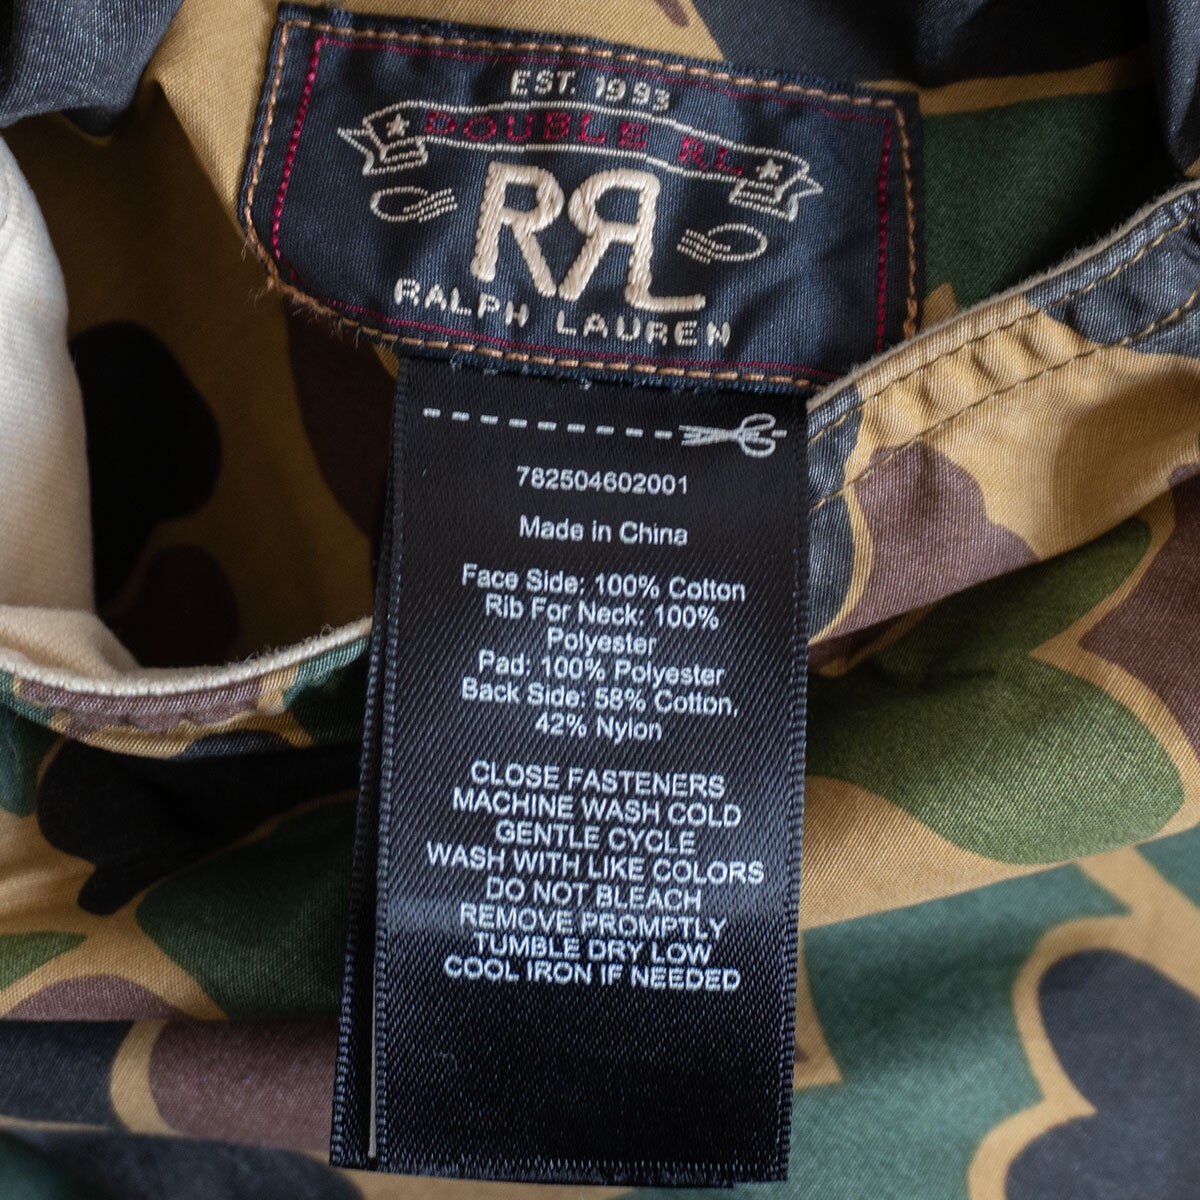 EST. 1993
DOUBLE RL
RRL
RALPH LAUREN
782504602001
Made in China
Face Side: 100% Cotton
Rib For Neck: 100%
Polyester
Pad: 100% Polyester
Back Side: 58% Cotton,
42% Nylon
CLOSE FASTENERS
MACHINE WASH COLD
GENTLE CYCLE
WASH WITH LIKE COLORS
DO NOT BLEACH
REMOVE PROMPTLY
TUMBLE DRY LOW
COOL IRON IF NEEDED